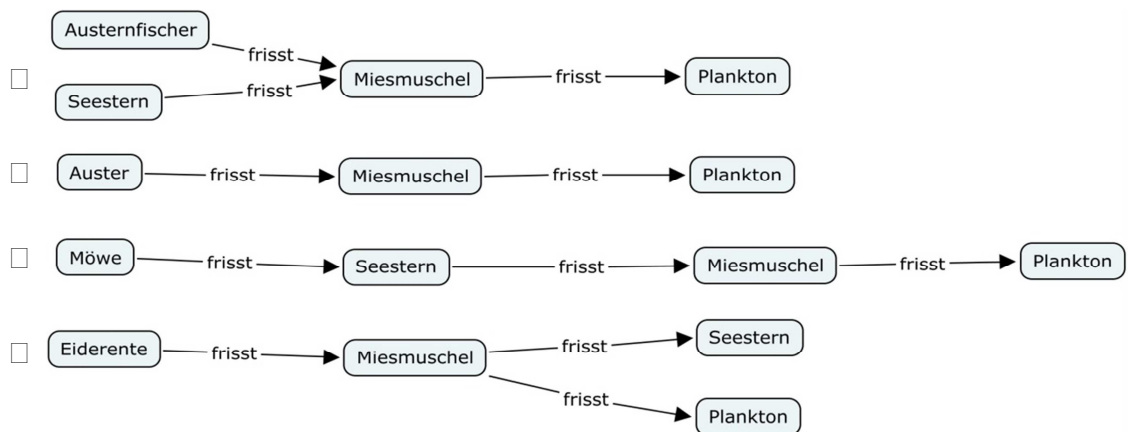 Austernfischer
frisst
Miesmuschel frisst Plankton
Seestern frisst
Auster frisst Miesmuschel frisst Plankton
Möwe frisst Seestern frisst Miesmuschel frisst Plankton
Eiderente frisst Miesmuschel frisst Seestern
frisst Plankton